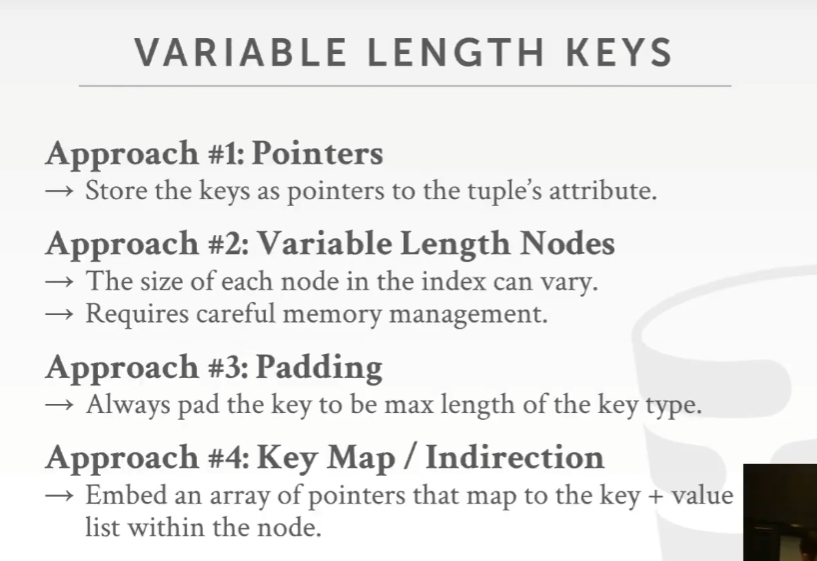 VARIABLE LENGTH KEYS
Approach #1: Pointers
→ Store the keys as pointers to the tuple’s attribute.
Approach #2: Variable Length Nodes
→ The size of each node in the index can vary.
→ Requires careful memory management.
Approach #3: Padding
→ Always pad the key to be max length of the key type.
Approach #4: Key Map / Indirection
→ Embed an array of pointers that map to the key + value
list within the node.